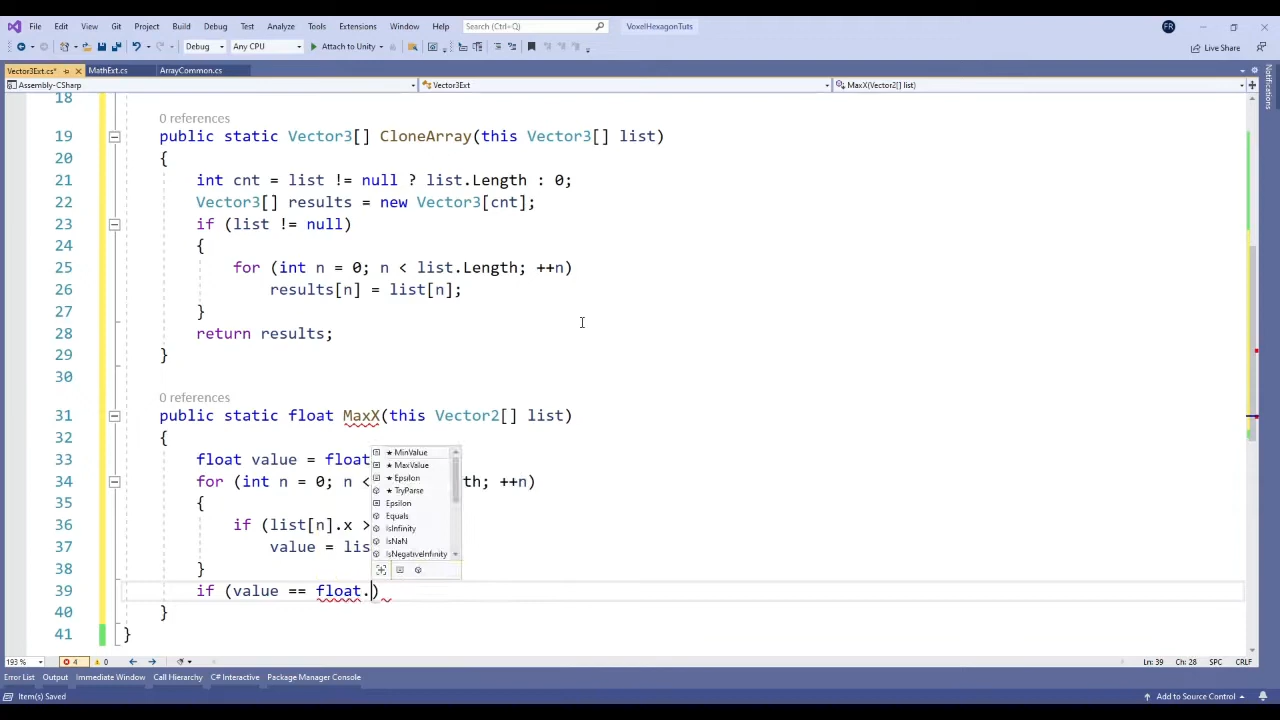 File Edit View Git Project Build Debug Test Analyze Tools Extensions Window Help Search (Ctrl+Q) VoxelHexagonTuts FR
Debug Any CPU Attach to Unity Live Share
Vector3Ext.cs* MathExt.cs ArrayCommon.cs
Assembly-CSharp Vector3Ext MaxX(Vector2[] list)
Notifications
18
0 references
19 public static Vector3[] CloneArray(this Vector3[] list)
20 {
21 int cnt = list != null ? list.Length : 0;
22 Vector3[] results = new Vector3[cnt];
23 if (list != null)
24 {
25 for (int n = 0; n < list.Length; ++n)
26 results[n] = list[n];
27 }
28 return results;
29 }
30
0 references
31 public static float MaxX(this Vector2[] list)
32 {
33 float value = float
34 for (int n = 0; n < th; ++n)
35 {
36 if (list[n].x >
37 value = lis
38 }
39 if (value == float.)
40 }
41 }
★ MinValue
★ MaxValue
★ Epsilon
★ TryParse
Epsilon
Equals
IsInfinity
IsNaN
IsNegativeInfinity
193 % 4 0 Ln: 39 Ch: 28 SPC CRLF
Error List Output Immediate Window Call Hierarchy C# Interactive Package Manager Console
Item(s) Saved Add to Source Control